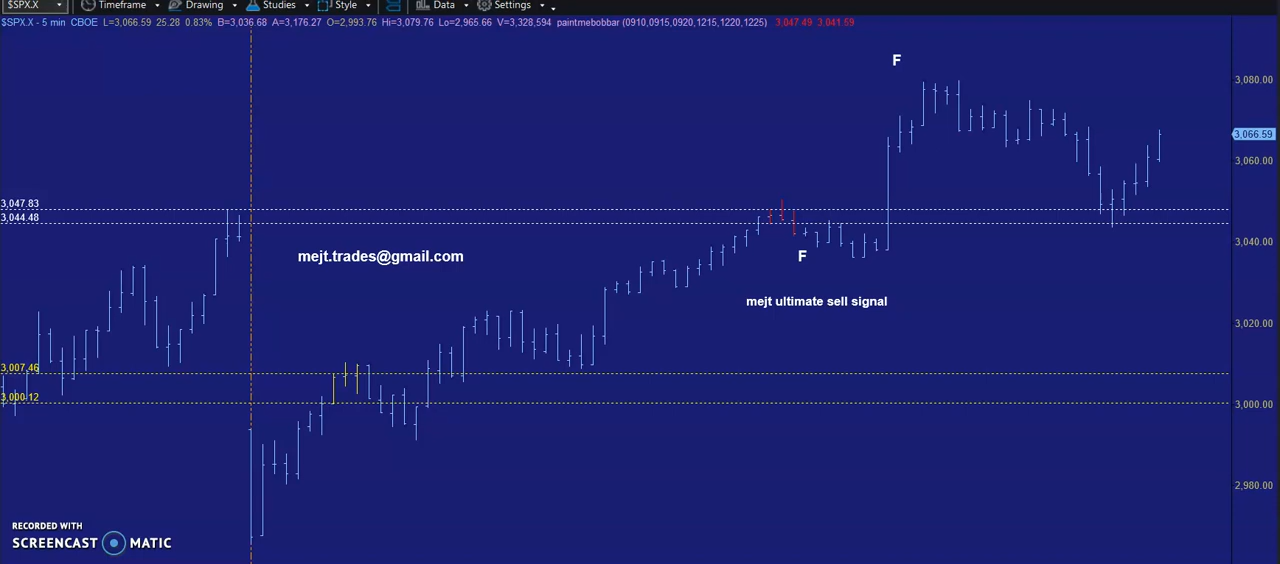 $SPX.X Timeframe Drawing Studies Style Data Settings
$SPX.X - 5 min CBOE L=3,066.59 25.28 0.83% B=3,036.68 A=3,176.27 O=2,993.76 Hi=3,079.76 Lo=2,965.66 V=3,328,594 paintmebobbar (0910,0915,0920,1215,1220,1225) 3,047.49 3,041.59
F
3,080.00
3,066.59
3,060.00
3,047.83
3,044.48
3,040.00
mejt.trades@gmail.com F
mejt ultimate sell signal
3,020.00
3,007.46
3,000.12
3,000.00
2,980.00
RECORDED WITH
SCREENCAST MATIC